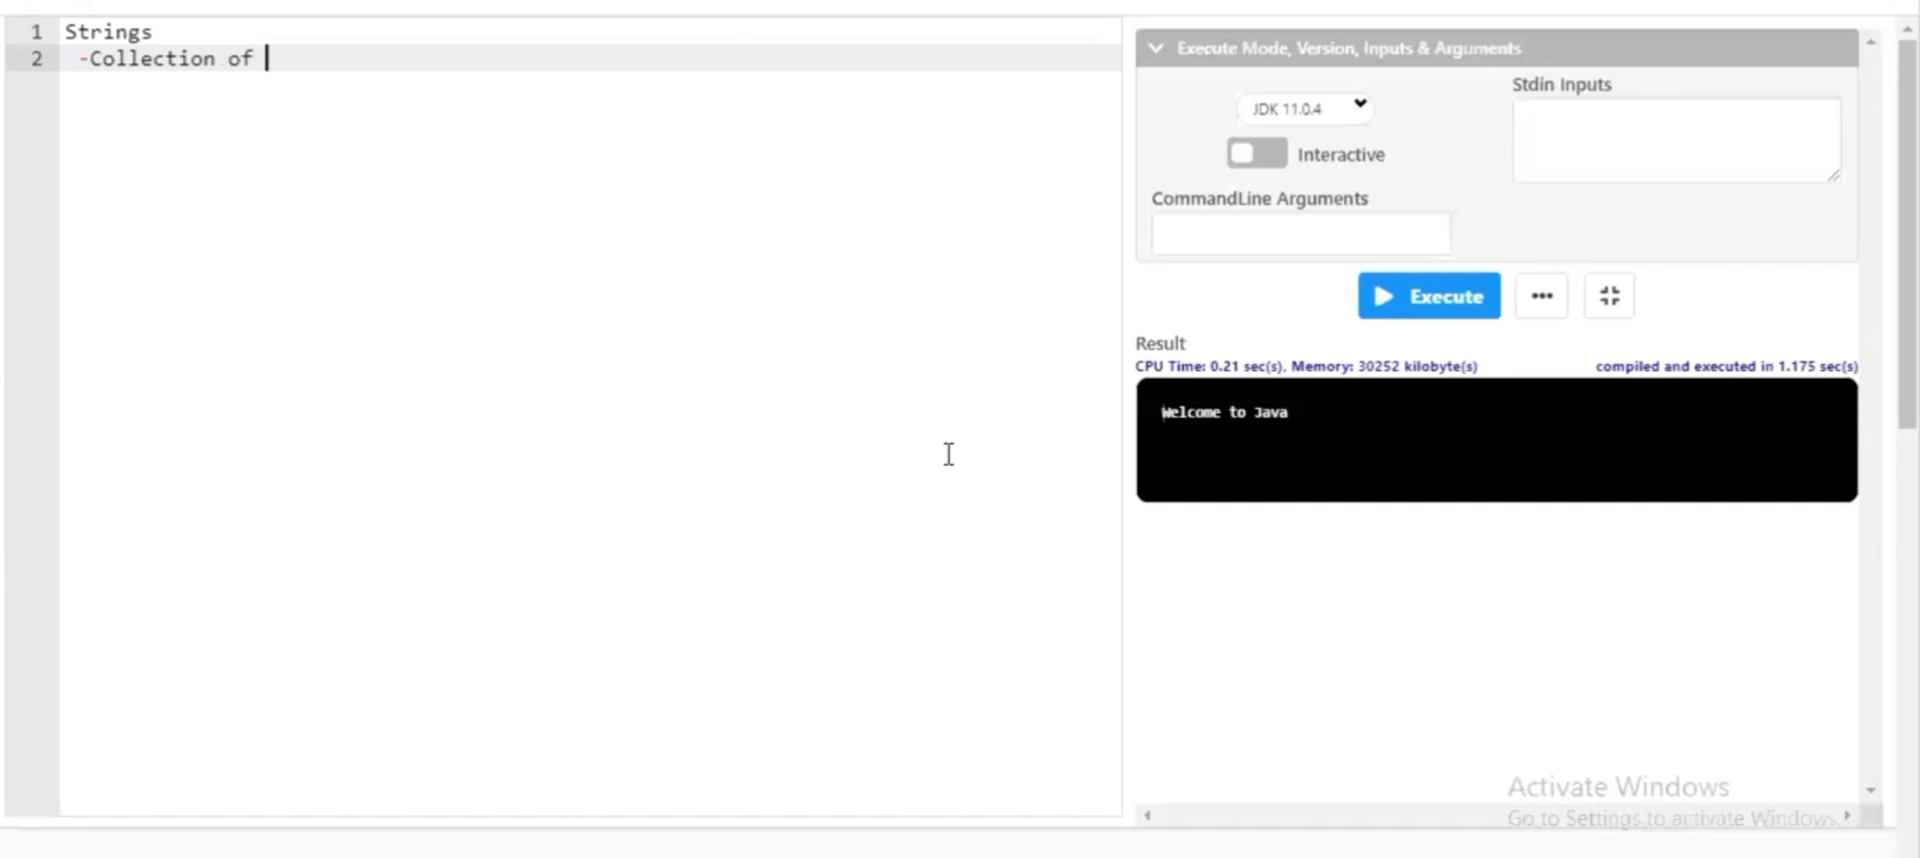 1 Strings
2 -Collection of
Execute Mode, Version, Inputs & Arguments
JDK 11.0.4
Interactive
Stdin Inputs
CommandLine Arguments
Execute
•••
Result
CPU Time: 0.21 sec(s), Memory: 30252 kilobyte(s)
compiled and executed in 1.175 sec(s)
Welcome to Java
Activate Windows
Go to Settings to activate Windows.